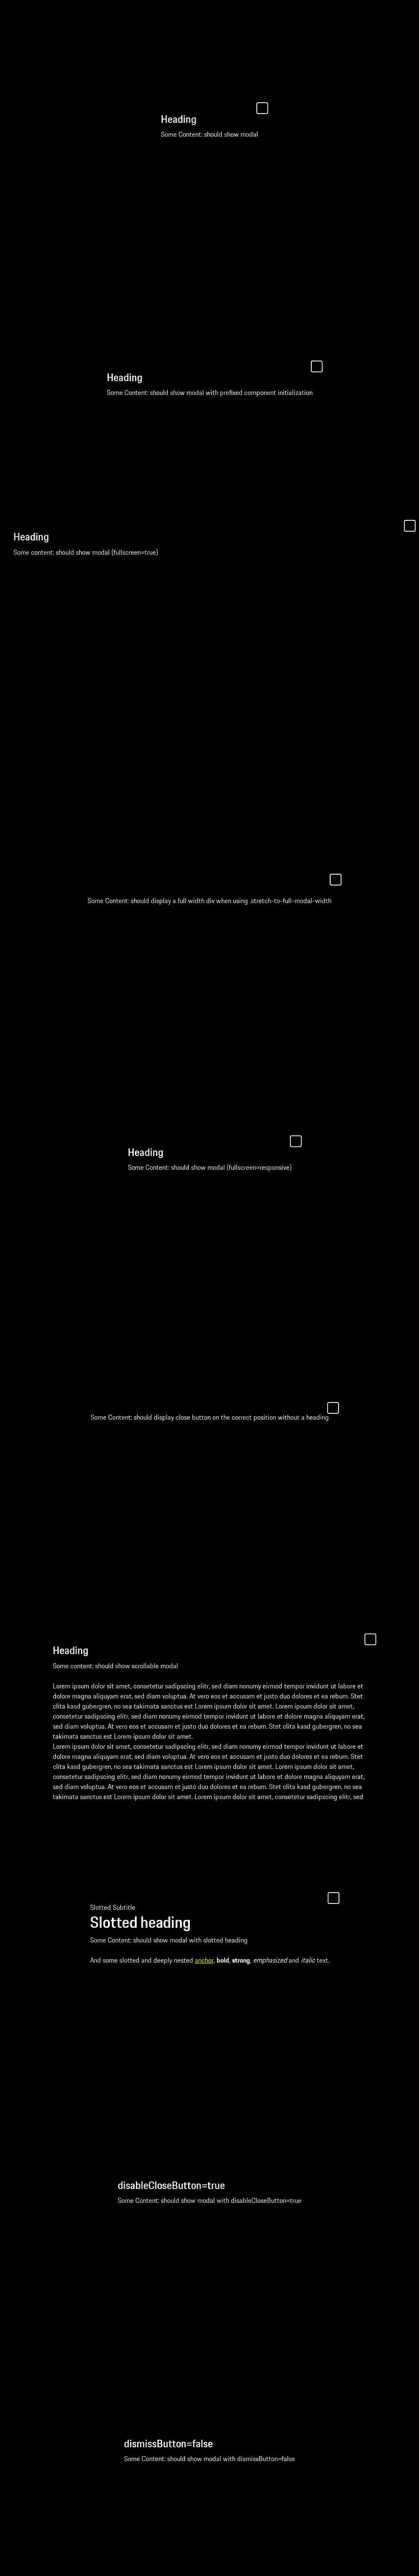 Heading
Some Content: should show modal
Heading
Some Content: should show modal with prefixed component initialization
Heading
Some content: should show modal (fullscreen=true)
Some Content: should display a full width div when using .stretch-to-full-modal-width
Heading
Some Content: should show modal (fullscreen=responsive)
Some Content: should display close button on the correct position without a heading
Heading
Some content: should show scrollable modal
Lorem ipsum dolor sit amet, consetetur sadipscing elitr, sed diam nonumy eirmod tempor invidunt ut labore et
dolore magna aliquyam erat, sed diam voluptua. At vero eos et accusam et justo duo dolores et ea rebum. Stet
clita kasd gubergren, no sea takimata sanctus est Lorem ipsum dolor sit amet. Lorem ipsum dolor sit amet,
consetetur sadipscing elitr, sed diam nonumy eirmod tempor invidunt ut labore et dolore magna aliquyam erat,
sed diam voluptua. At vero eos et accusam et justo duo dolores et ea rebum. Stet clita kasd gubergren, no sea
takimata sanctus est Lorem ipsum dolor sit amet.
Lorem ipsum dolor sit amet, consetetur sadipscing elitr, sed diam nonumy eirmod tempor invidunt ut labore et
dolore magna aliquyam erat, sed diam voluptua. At vero eos et accusam et justo duo dolores et ea rebum. Stet
clita kasd gubergren, no sea takimata sanctus est Lorem ipsum dolor sit amet. Lorem ipsum dolor sit amet,
consetetur sadipscing elitr, sed diam nonumy eirmod tempor invidunt ut labore et dolore magna aliquyam erat,
sed diam voluptua. At vero eos et accusam et justo duo dolores et ea rebum. Stet clita kasd gubergren, no sea
takimata sanctus est Lorem ipsum dolor sit amet. Lorem ipsum dolor sit amet, consetetur sadipscing elitr, sed
Slotted Subtitle
Slotted heading
Some Content: should show modal with slotted heading
And some slotted and deeply nested anchor, bold, strong, emphasized and italic text.
disableCloseButton=true
Some Content: should show modal with disableCloseButton=true
dismissButton=false
Some Content: should show modal with dismissButton=false